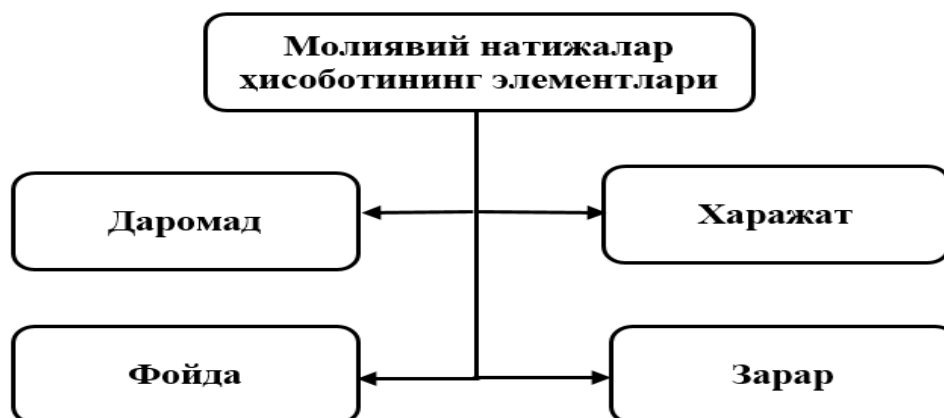 Молиявий натижалар
ҳисоботининг элементлари
Даромад
Харажат
Фойда
Зарар